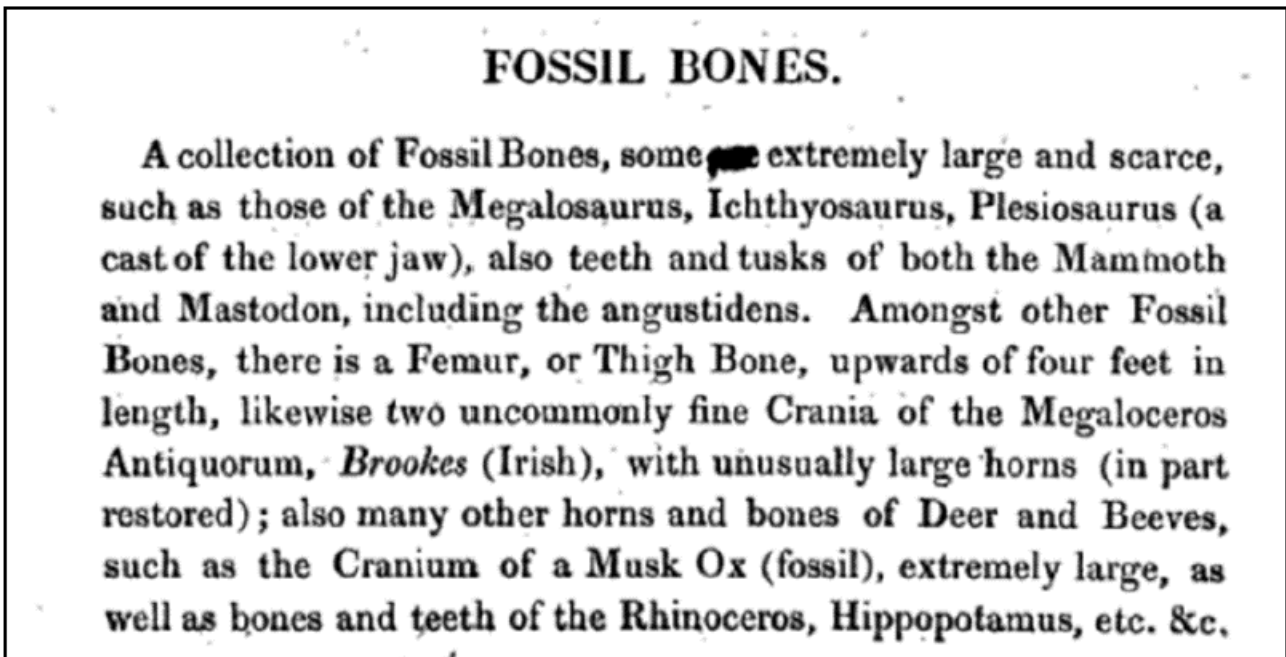 FOSSIL BONES.
A collection of Fossil Bones, some extremely large and scarce,
such as those of the Megalosaurus, Ichthyosaurus, Plesiosaurus (a
cast of the lower jaw), also teeth and tusks of both the Mammoth
and Mastodon, including the angustidens. Amongst other Fossil
Bones, there is a Femur, or Thigh Bone, upwards of four feet in
length, likewise two uncommonly fine Crania of the Megaloceros
Antiquorum, Brookes (Irish), with unusually large horns (in part
restored); also many other horns and bones of Deer and Beeves,
such as the Cranium of a Musk Ox (fossil), extremely large, as
well as bones and teeth of the Rhinoceros, Hippopotamus, etc. &c.